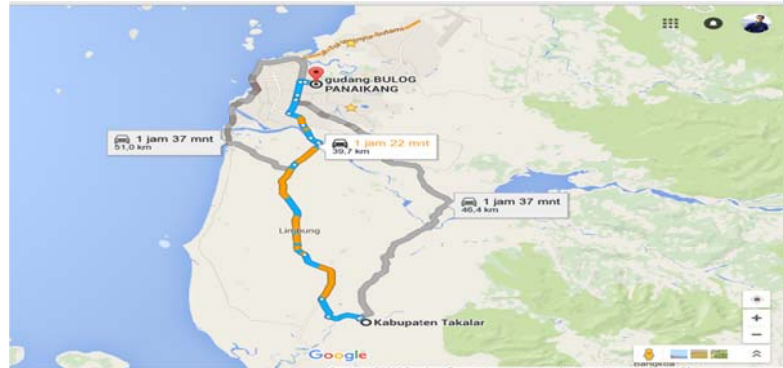 gudang BULOG
PANAIKANG
1 jam 37 mnt
51,0 km
1 jam 22 mnt
39,7 km
1 jam 37 mnt
46,4 km
Limbung
Kabupaten Takalar
Google